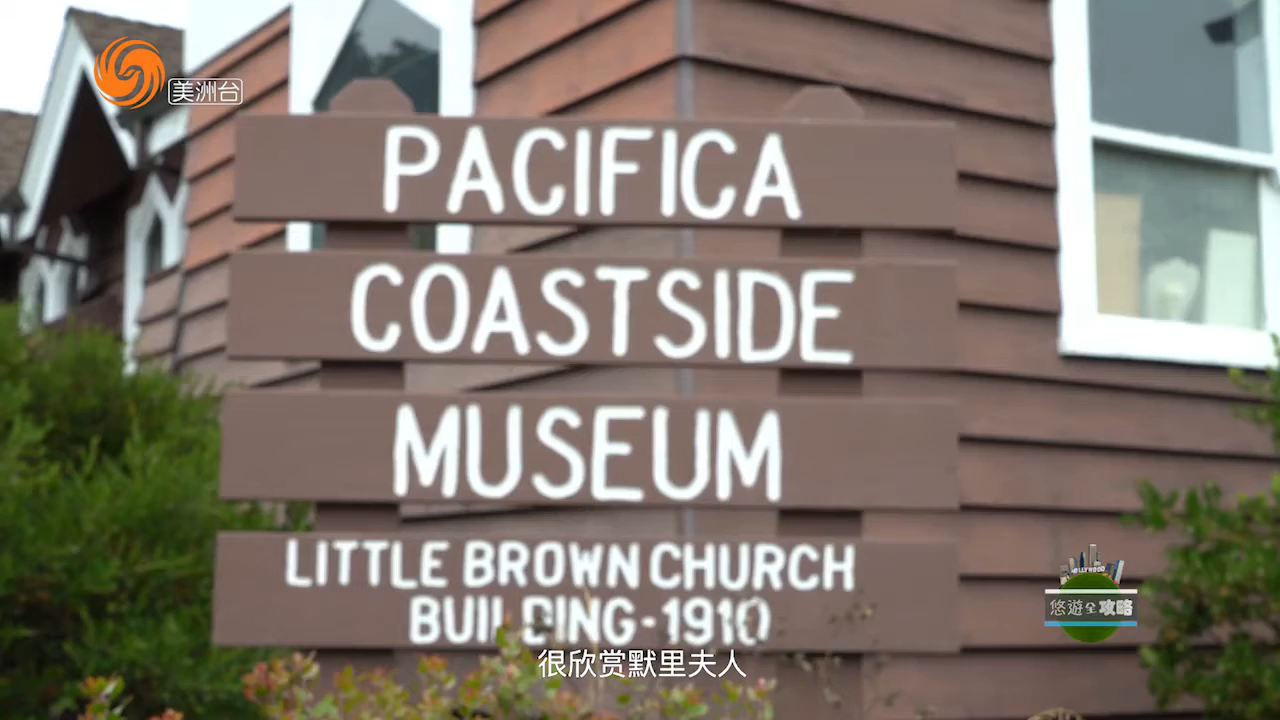 美洲台
PACIFICA
COASTSIDE
MUSEUM
LITTLE BROWN CHURCH
BUILDING-1910
HOLLYWOOD
悠遊全攻略
很欣赏默里夫人